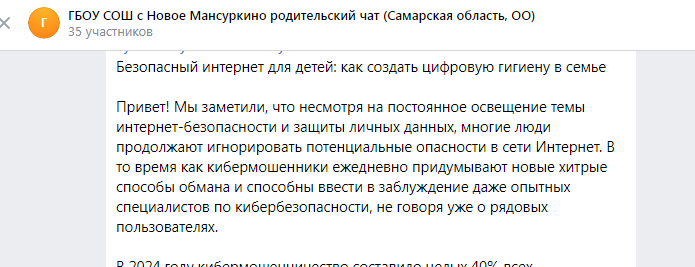 Г
ГБОУ СОШ с Новое Мансуркино родительский чат (Самарская область, ОО)
35 участников
Безопасный интернет для детей: как создать цифровую гигиену в семье
Привет! Мы заметили, что несмотря на постоянное освещение темы
интернет-безопасности и защиты личных данных, многие люди
продолжают игнорировать потенциальные опасности в сети Интернет. В
то время как кибермошенники ежедневно придумывают новые хитрые
способы обмана и способны ввести в заблуждение даже опытных
специалистов по кибербезопасности, не говоря уже о рядовых
пользователях.
В 2024 году кибермошенничество составило целых 40% всех